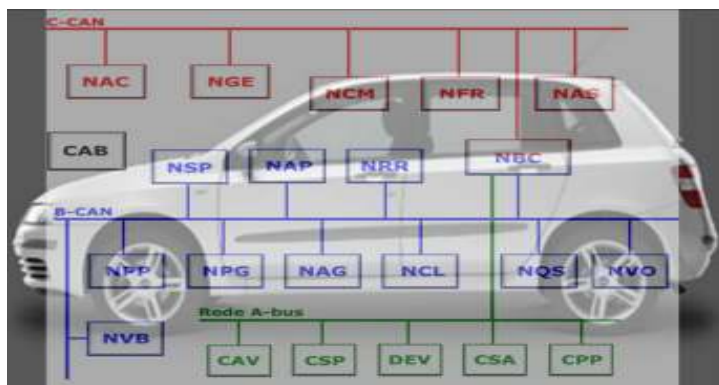 C-CAN
NAC NGE NCM NFR NAS
CAB
NSP NAP NRR NBC
B-CAN
NPG NAG NCL NQS NVO
NVB
Rede A-bus
CAV CSP DEV CSA CPP